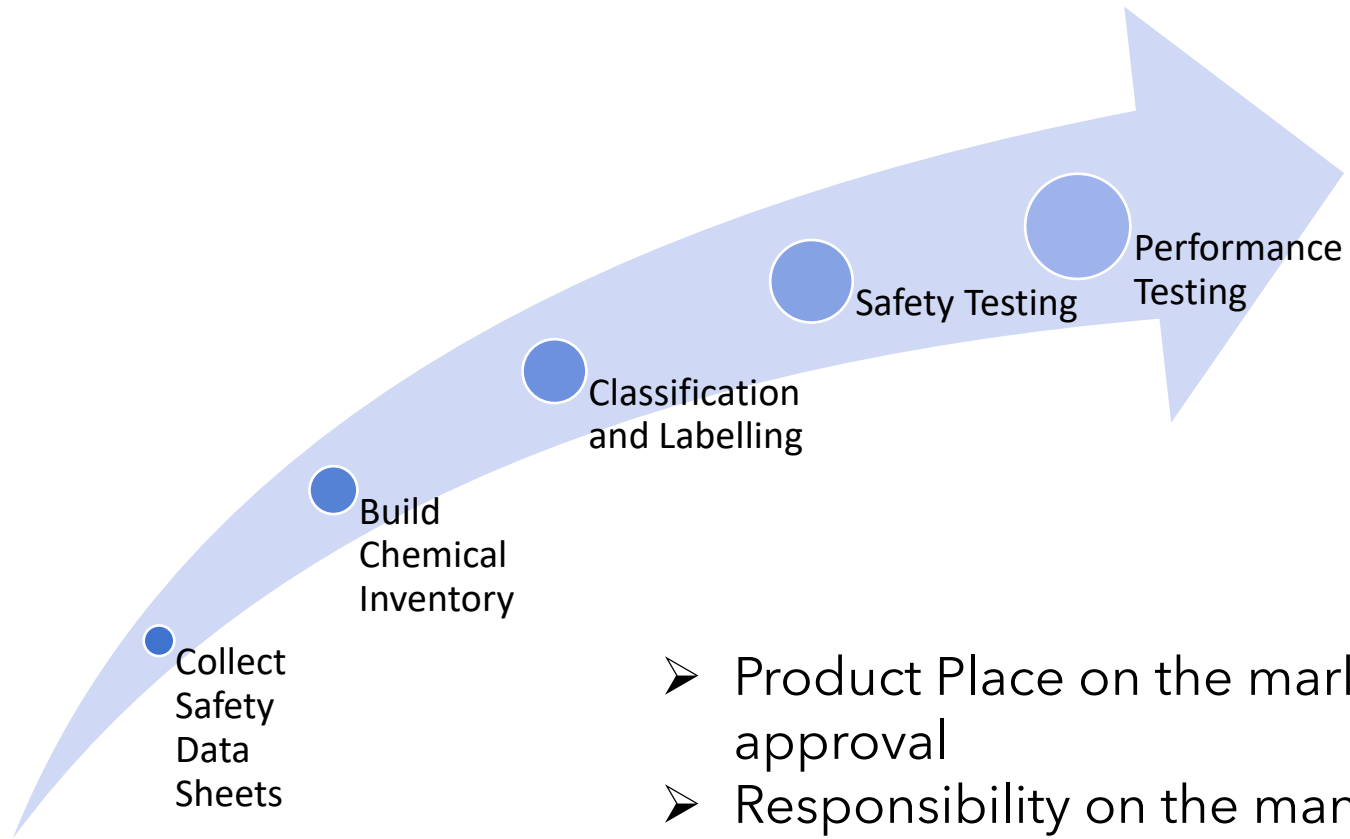 Performance
Testing
Safety Testing
Classification
and Labelling
Build
Chemical
Inventory
Collect
Safety
Data
Sheets
➢ Product Place on the
approval
➢ Responsibility on the